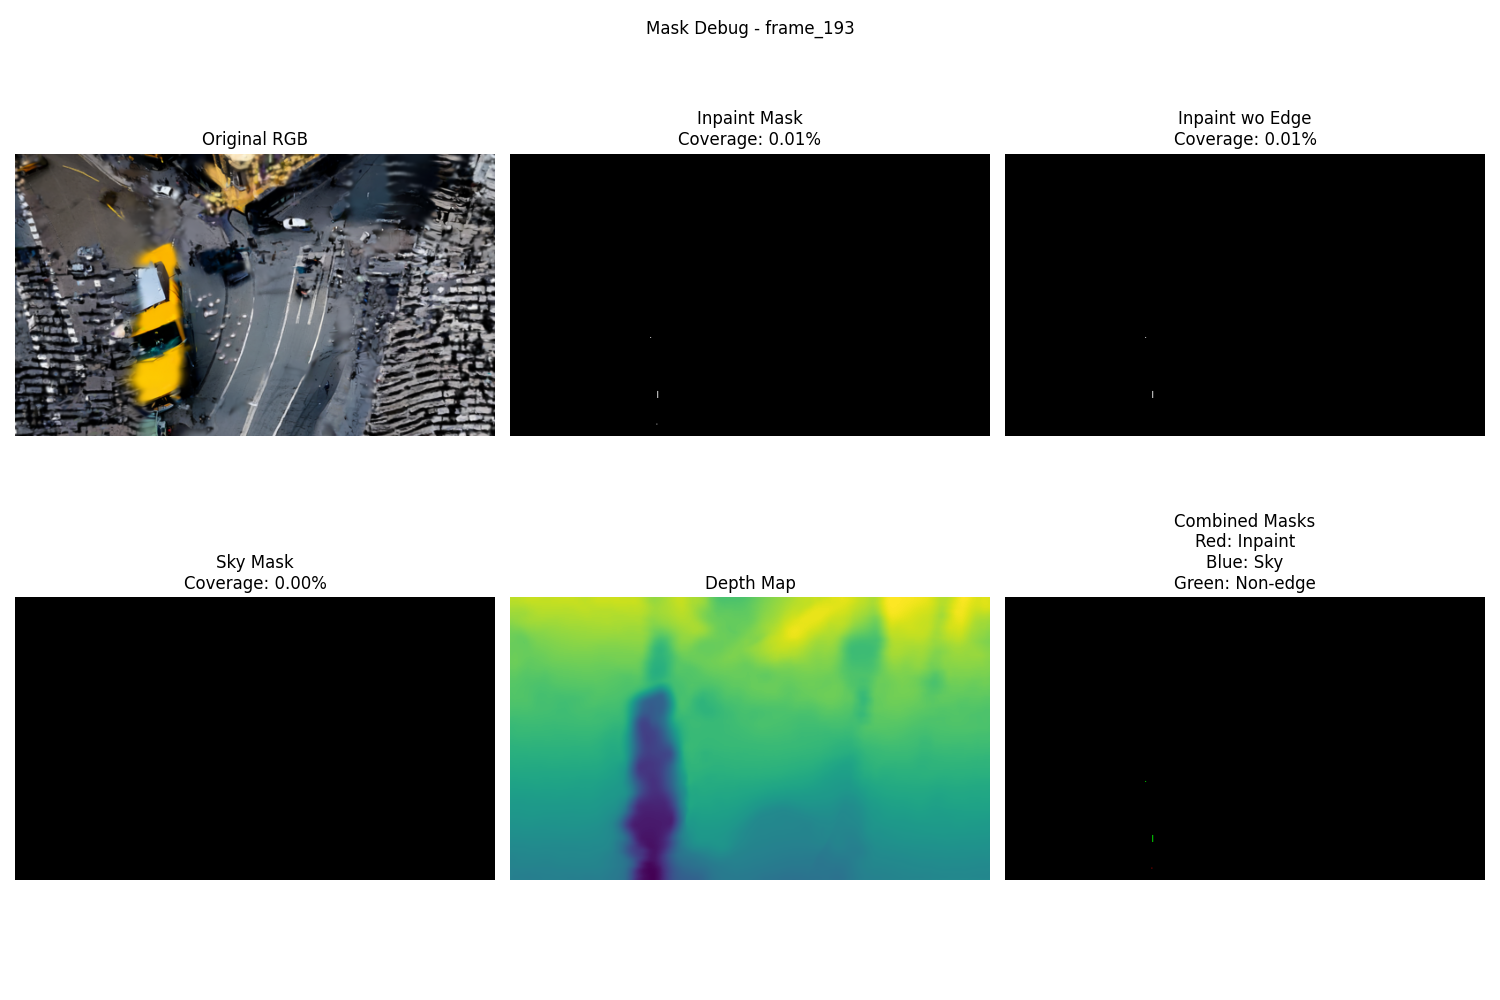 Mask Debug - frame_193
Original RGB
Inpaint Mask
Coverage: 0.01%
Inpaint wo Edge
Coverage: 0.01%
Sky Mask
Coverage: 0.00%
Depth Map
Combined Masks
Red: Inpaint
Blue: Sky
Green: Non-edge